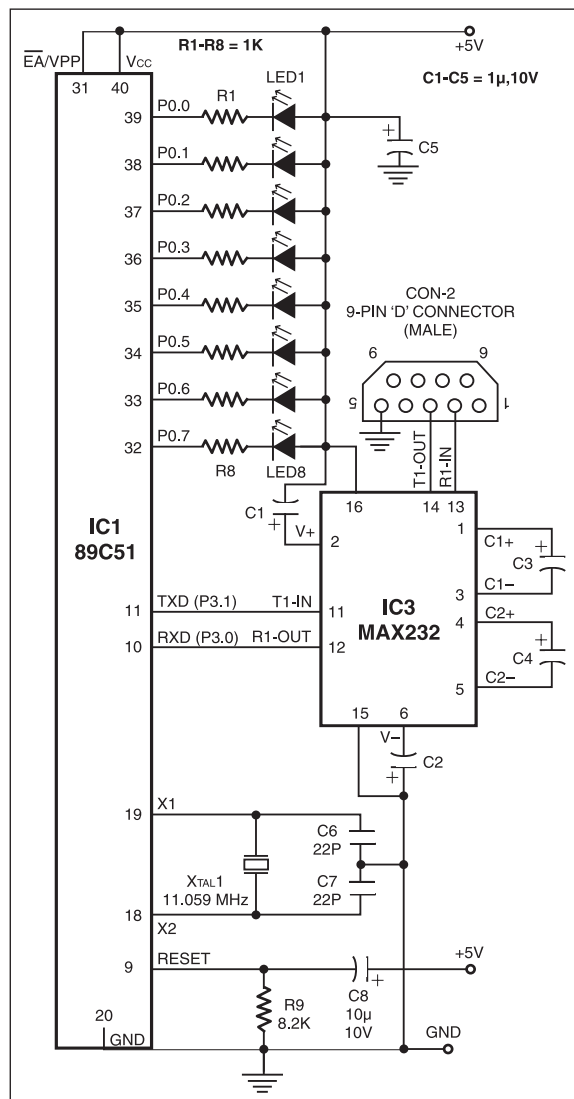 R1-R8 = 1K
+5V
EA/VPP
VCC
LED1
C1-C5 = 1µ,10V
31
40
39
P0.0
R1
C5
+
38
P0.1
37
P0.2
36
P0.3
35
P0.4
34
P0.5
33
P0.6
32
P0.7
R8
LED8
CON-2
9-PIN 'D' CONNECTOR
(MALE)
6
9
5
1
T1-OUT
R1-IN
16
14
13
C1
+
V+
2
1
C1+
+
C3
3
C1−
4
C2+
+
C4
5
C2−
IC1
89C51
IC3
MAX232
11
TXD (P3.1)
T1-IN
11
10
RXD (P3.0)
R1-OUT
12
15
6
V−
C2
+
19
X1
C6
22P
XTAL1
11.059 MHz
C7
22P
18
X2
9
RESET
+5V
R9
8.2K
C8
+
10µ
10V
20
GND
GND